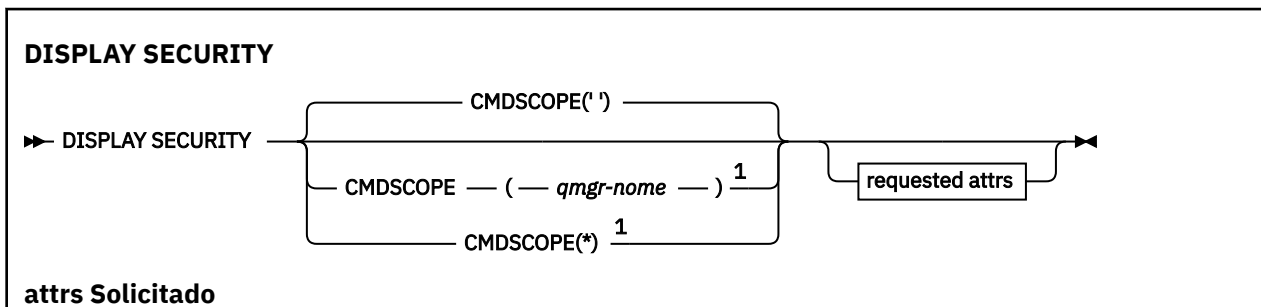 DISPLAY SECURITY
CMDSCOPE(' ')
DISPLAY SECURITY
CMDSCOPE ( qmgr-nome ) 1
requested attrs
CMDSCOPE(*) 1
attrs Solicitado